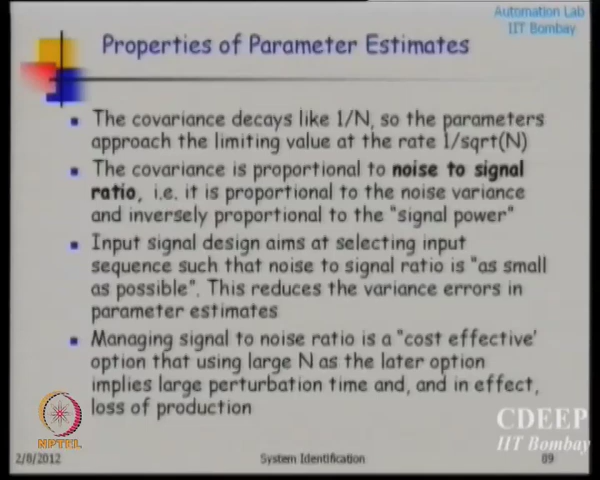 Automation Lab
IIT Bombay
Properties of Parameter Estimates
The covariance decays like 1/N, so the parameters
approach the limiting value at the rate 1/sqrt(N)
The covariance is proportional to noise to signal
ratio, i.e. it is proportional to the noise variance
and inversely proportional to the "signal power"
Input signal design aims at selecting input
sequence such that noise to signal ratio is "as small
as possible". This reduces the variance errors in
parameter estimates
Managing signal to noise ratio is a "cost effective'
option that using large N as the later option
implies large perturbation time and, and in effect,
loss of production
NPTEL
CDEEP
IIT Bombay
2/8/2012
System Identification
89